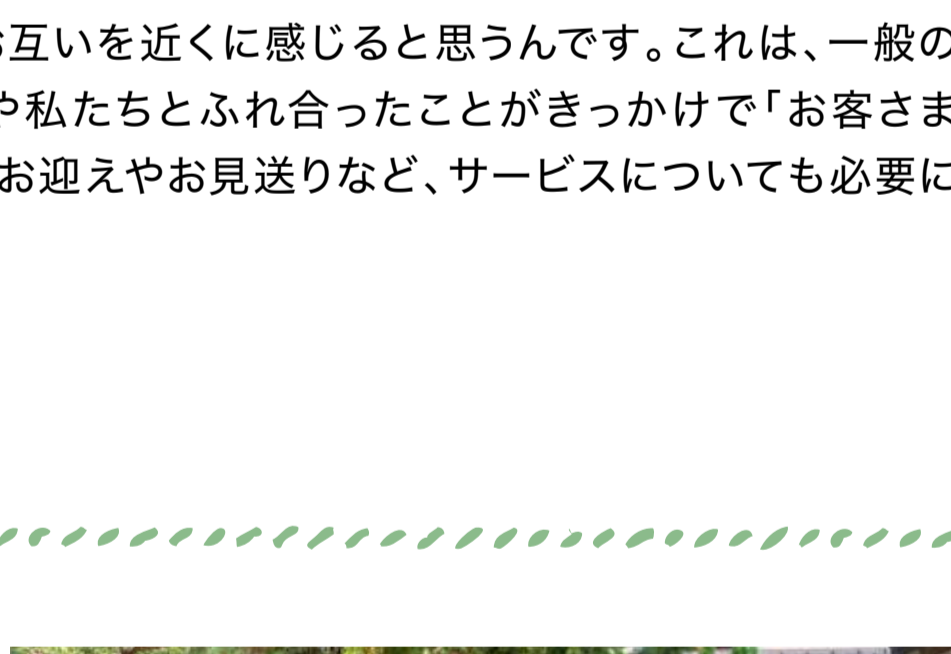 互いを近くに感じると思うんです。これは、一般の
や私たちとふれ合ったことがきっかけで「お客さま
お迎えやお見送りなど、サービスについても必要に